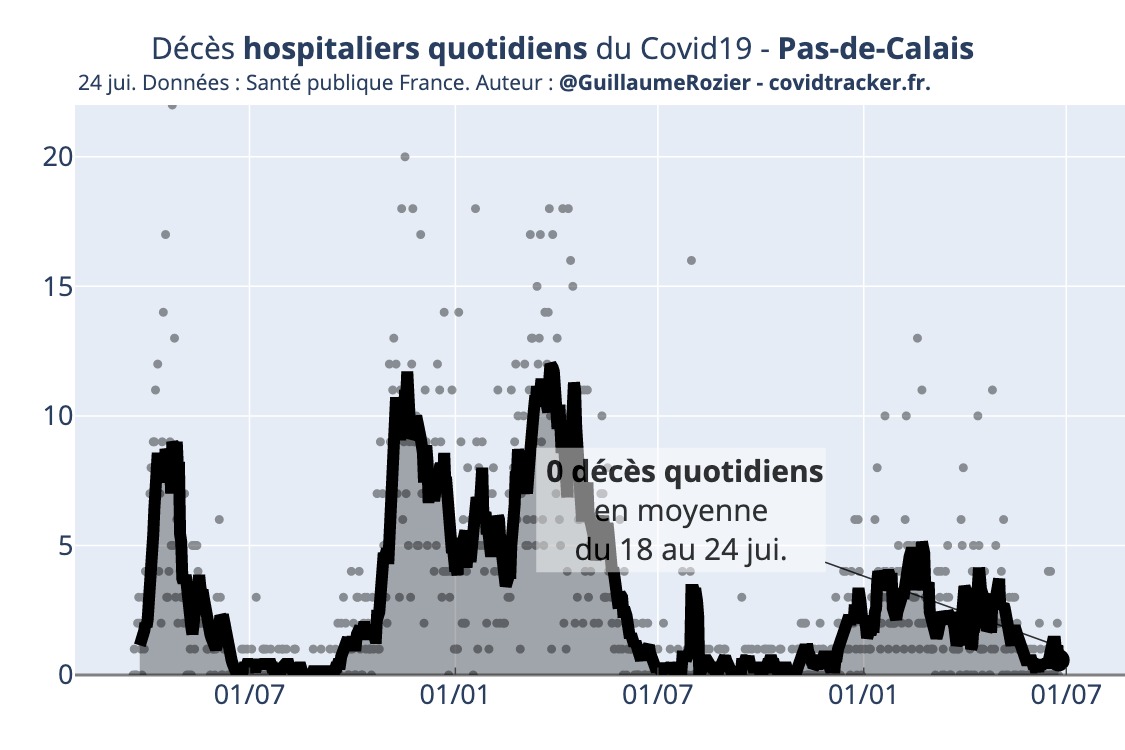 Décès hospitaliers quotidiens du Covid19 - Pas-de-Calais
24 jui. Données : Santé publique France. Auteur : @GuillaumeRozier - covidtracker.fr.
20
15
10
5
0
0 décès quotidiens
en moyenne
du 18 au 24 jui.
01/07 01/01 01/07 01/01 01/07